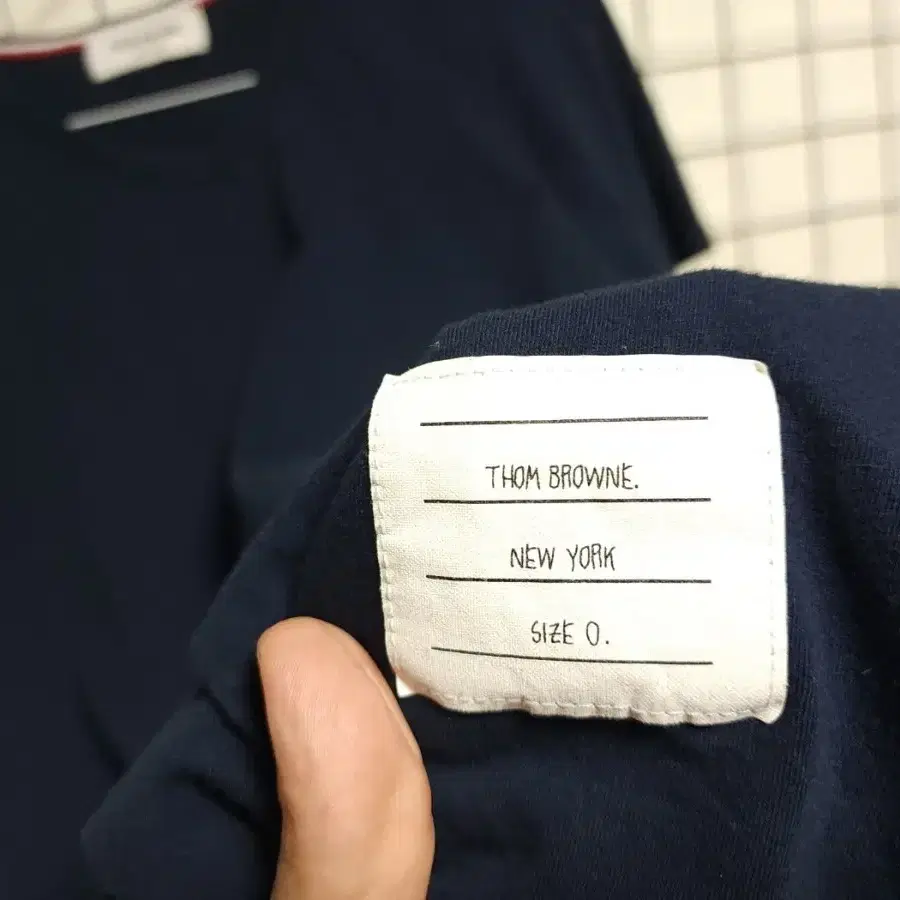 THOM BROWNE.
NEW YORK
SIZE 0.